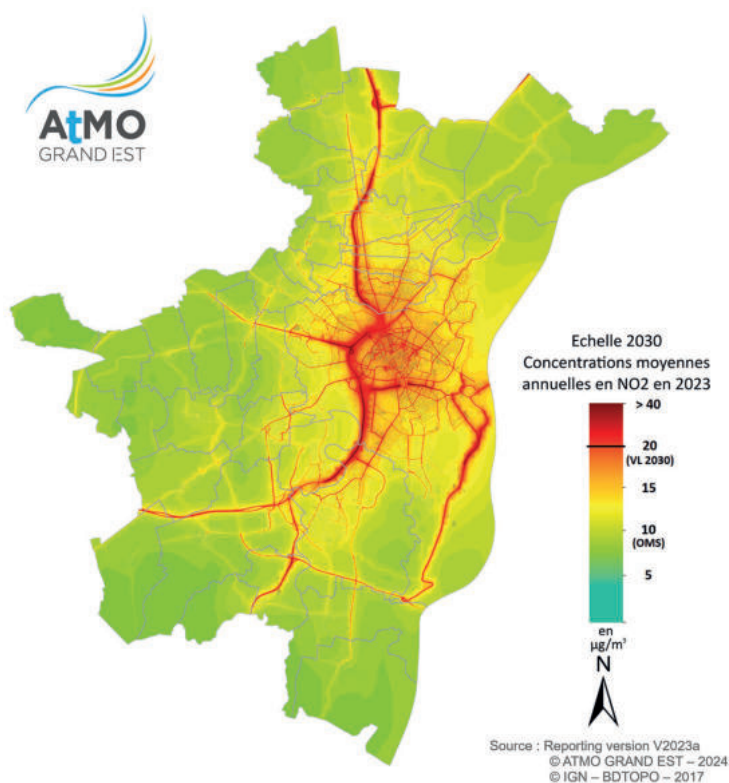 AtMO
GRAND EST
Echelle 2030
Concentrations moyennes
annuelles en NO2 en 2023
> 40
20
(VL 2030)
15
10
(OMS)
5
en
µg/m³
N
Source : Reporting version V2023a
© ATMO GRAND EST – 2024
© IGN – BDTOPO – 2017